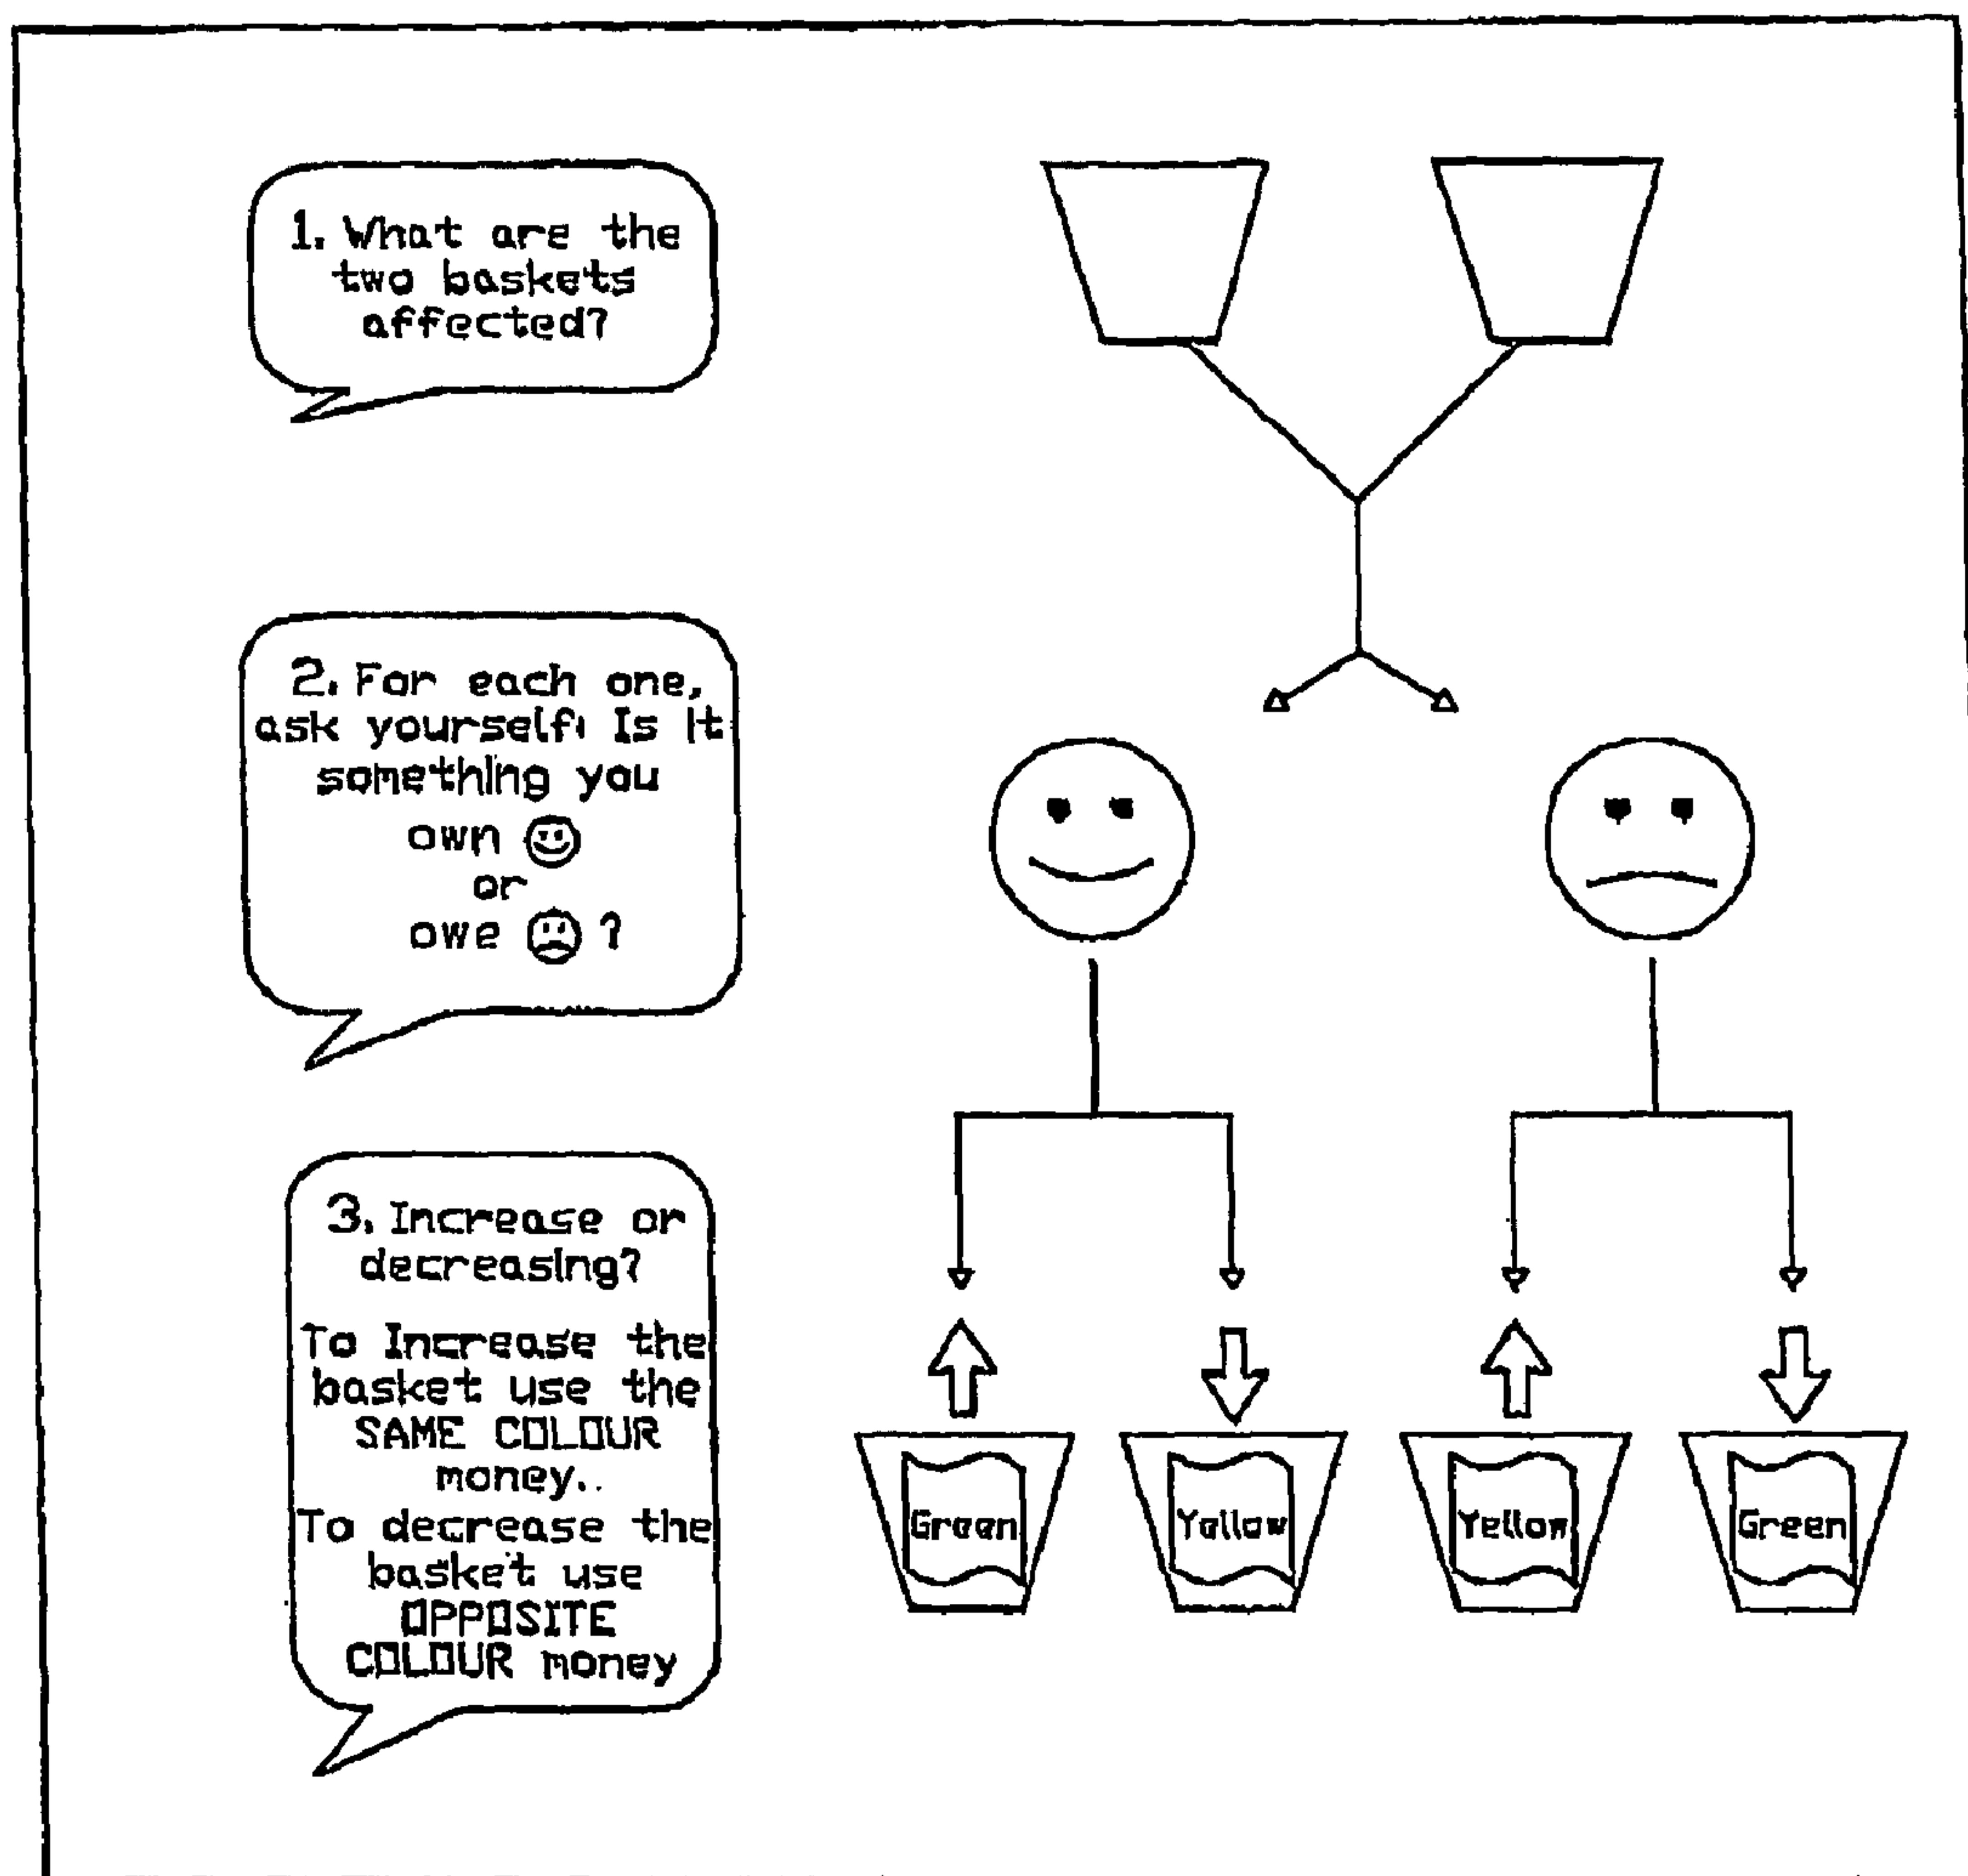 1. What are the
two baskets
affected?
2. For each one,
ask yourself: Is it
something you
own
or
owe ?
3. Increase or
decreasing?
To Increase the
basket use the
SAME COLOUR
money..
To decrease the
basket use
OPPOSITE
COLOUR money
Green
Yellow
Yellow
Green